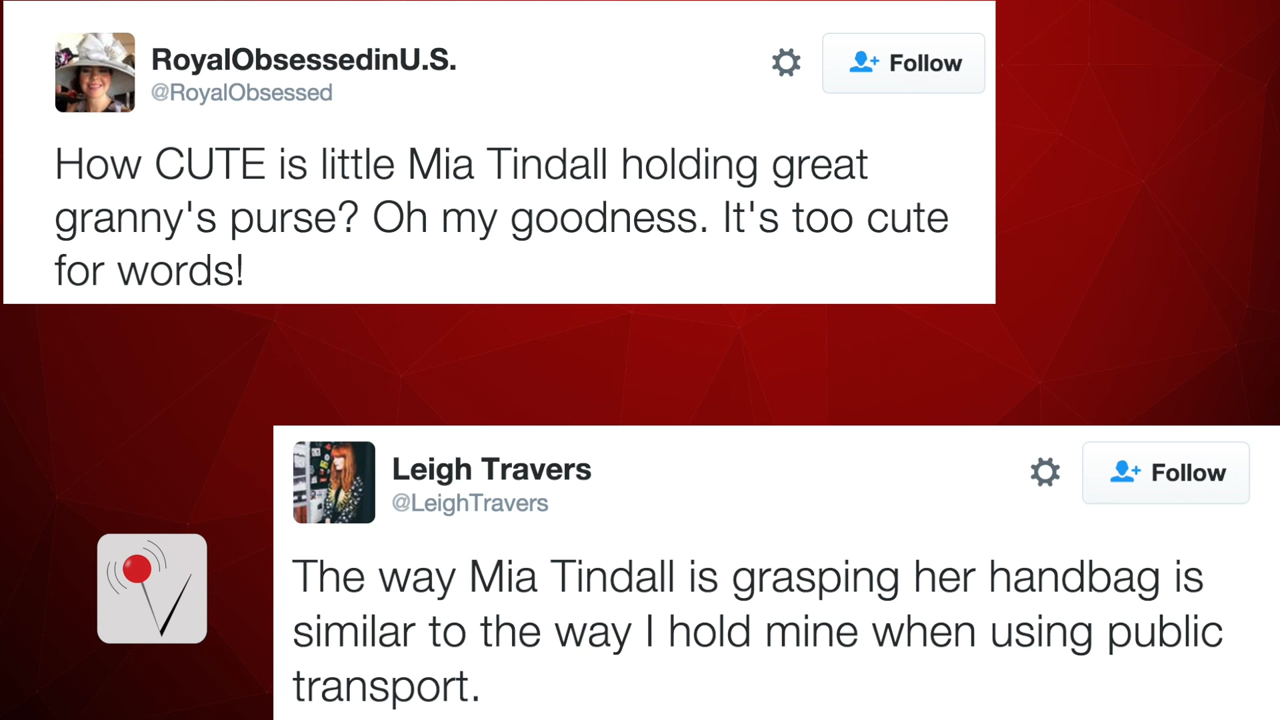 RoyalObsessedinU.S.
@RoyalObsessed
Follow
How CUTE is little Mia Tindall holding great
granny's purse? Oh my goodness. It's too cute
for words!
Leigh Travers
@LeighTravers
Follow
The way Mia Tindall is grasping her handbag is
similar to the way I hold mine when using public
transport.